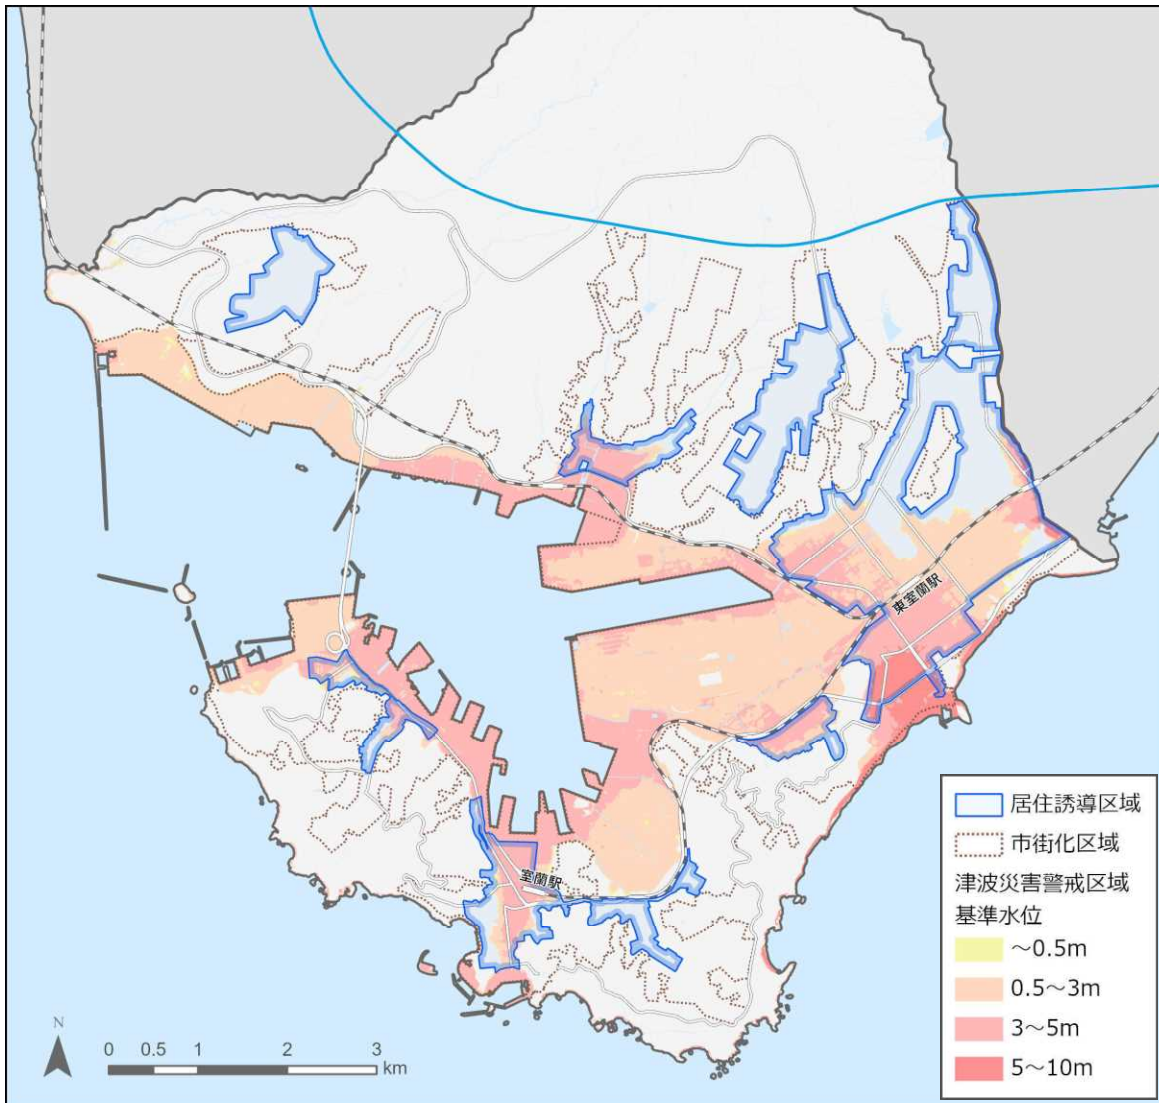 東室蘭駅
室蘭駅
居住誘導区域
市街化区域
津波災害警戒区域
基準水位
～0.5m
0.5～3m
3～5m
5～10m
N
0 0.5 1 2 3
km